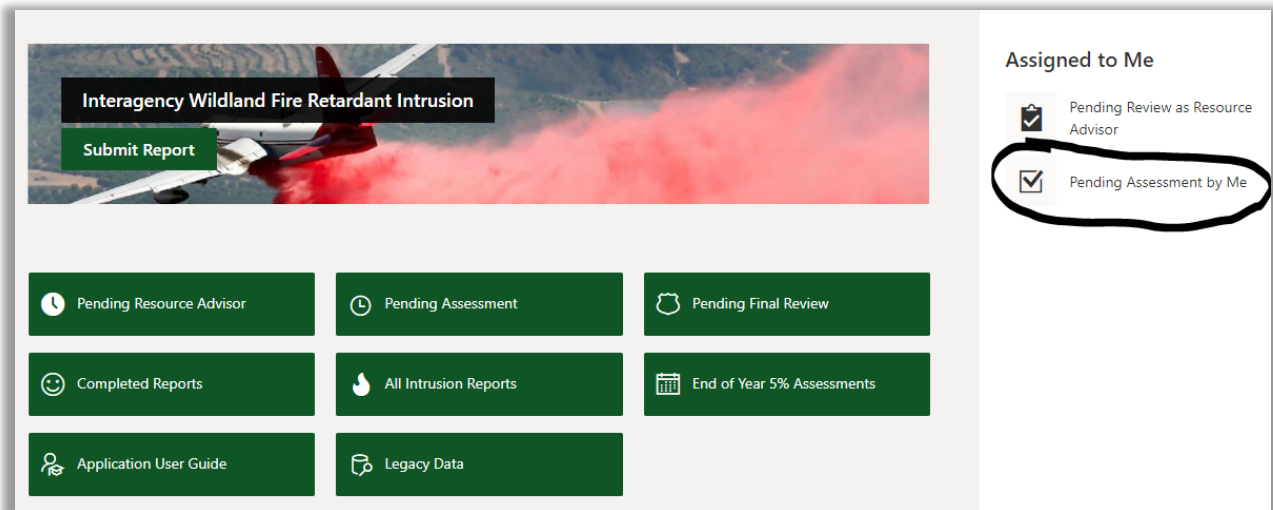 Interagency Wildland Fire Retardant Intrusion
Submit Report
Pending Resource Advisor
Pending Assessment
Pending Final Review
Completed Reports
All Intrusion Reports
End of Year 5% Assessments
Application User Guide
Legacy Data
Assigned to Me
Pending Review as Resource
Advisor
Pending Assessment by Me